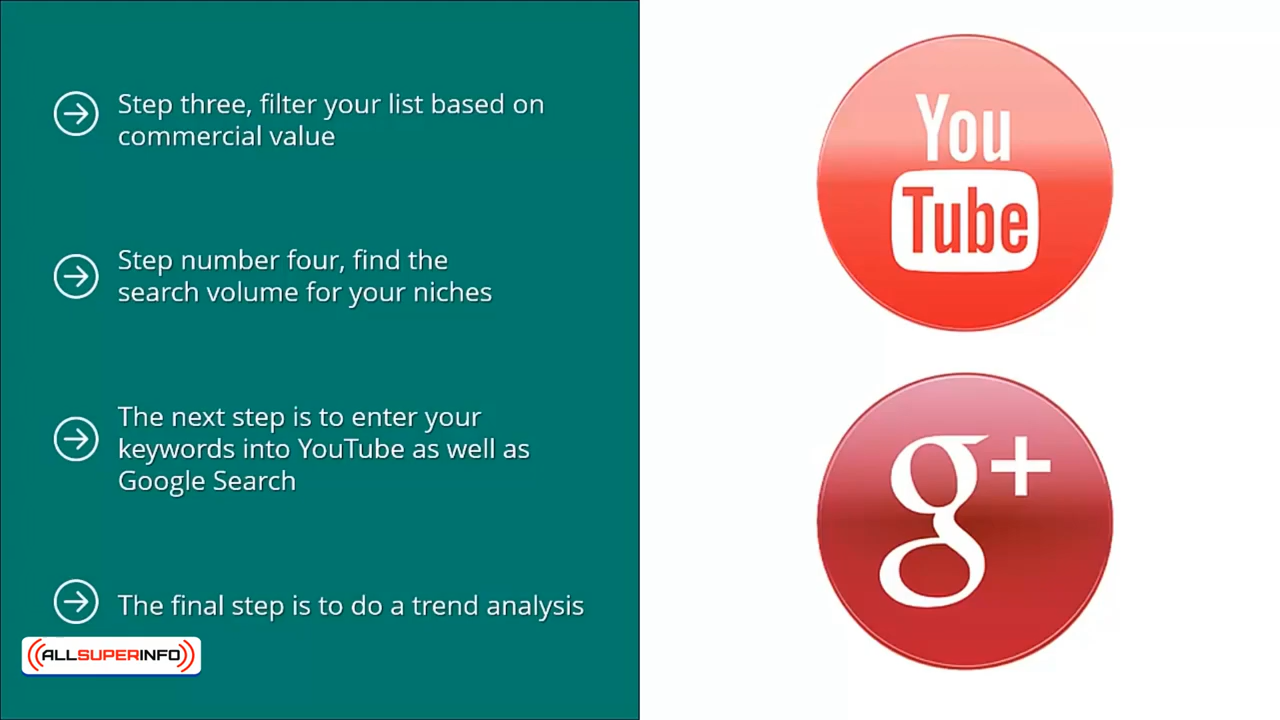 Step three, filter your list based on
commercial value
Step number four, find the
search volume for your niches
The next step is to enter your
keywords into YouTube as well as
Google Search
The final step is to do a trend analysis
ALLSUPERINFO
You
Tube
g+